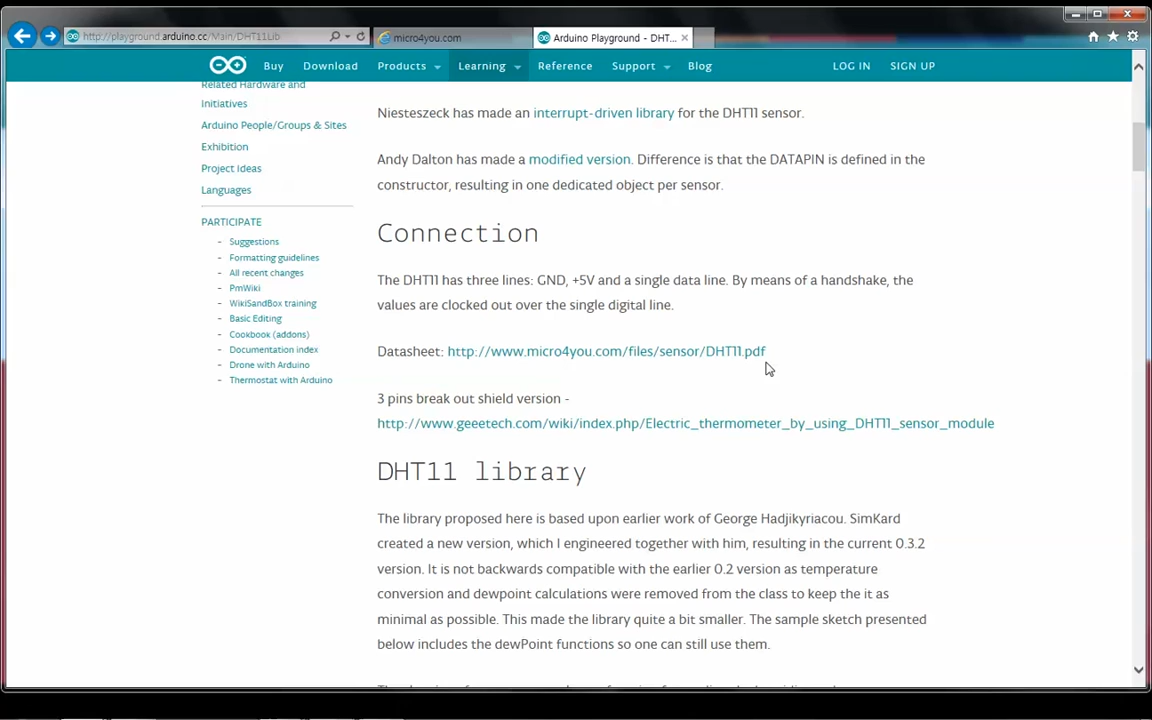 http://playground.arduino.cc/Main/DHT11Lib
micro4you.com
Arduino Playground - DHT...
Buy
Download
Products
Learning
Reference
Support
Blog
LOG IN
SIGN UP
Related Hardware and
Initiatives
Arduino People/Groups & Sites
Exhibition
Project Ideas
Languages
PARTICIPATE
- Suggestions
- Formatting guidelines
- All recent changes
- PmWiki
- WikiSandBox training
- Basic Editing
- Cookbook (addons)
- Documentation index
- Drone with Arduino
- Thermostat with Arduino
Niesteszeck has made an interrupt-driven library for the DHT11 sensor.
Andy Dalton has made a modified version. Difference is that the DATAPIN is defined in the
constructor, resulting in one dedicated object per sensor.
Connection
The DHT11 has three lines: GND, +5V and a single data line. By means of a handshake, the
values are clocked out over the single digital line.
Datasheet: http://www.micro4you.com/files/sensor/DHT11.pdf
3 pins break out shield version -
http://www.geeetech.com/wiki/index.php/Electric_thermometer_by_using_DHT11_sensor_module
DHT11 library
The library proposed here is based upon earlier work of George Hadjikyriacou. SimKard
created a new version, which I engineered together with him, resulting in the current 0.3.2
version. It is not backwards compatible with the earlier 0.2 version as temperature
conversion and dewpoint calculations were removed from the class to keep the it as
minimal as possible. This made the library quite a bit smaller. The sample sketch presented
below includes the dewPoint functions so one can still use them.